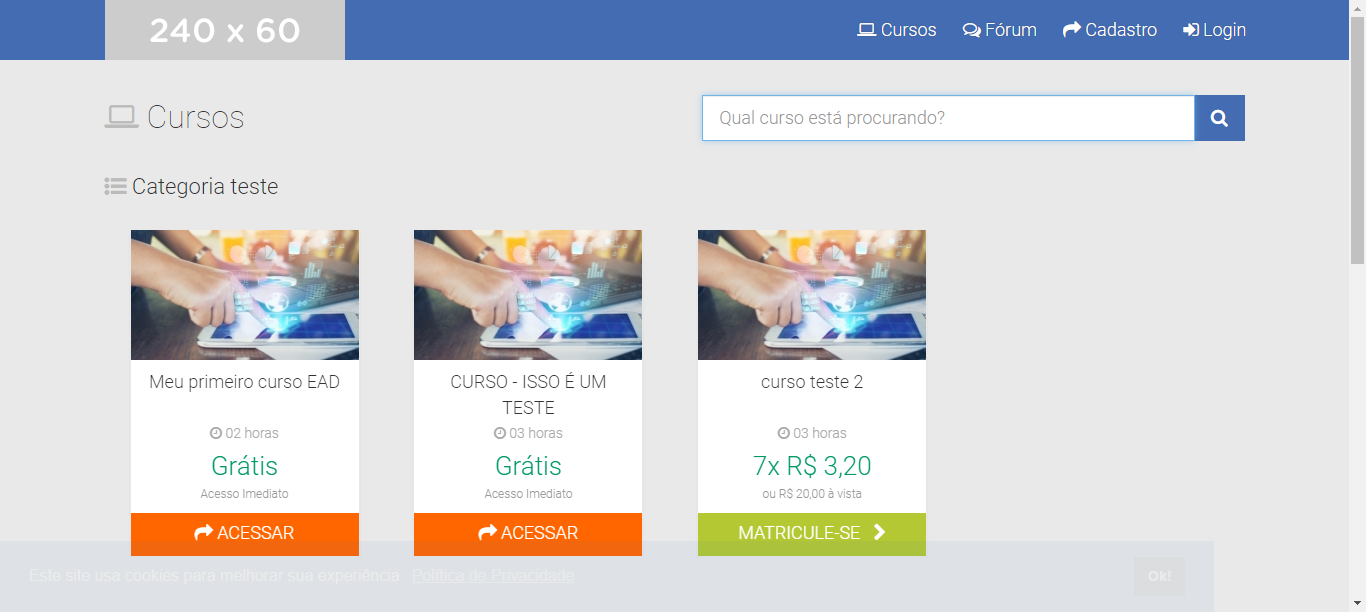 240 x 60
Cursos Fórum Cadastro Login
Cursos
Qual curso está procurando?
Categoria teste
Meu primeiro curso EAD
02 horas
Grátis
Acesso Imediato
ACESSAR
CURSO - ISSO É UM
TESTE
03 horas
Grátis
Acesso Imediato
ACESSAR
curso teste 2
03 horas
7x R$ 3,20
ou R$ 20,00 à vista
MATRICULE-SE
Este site usa cookies para melhorar sua experiência. Política de Privacidade
Ok!